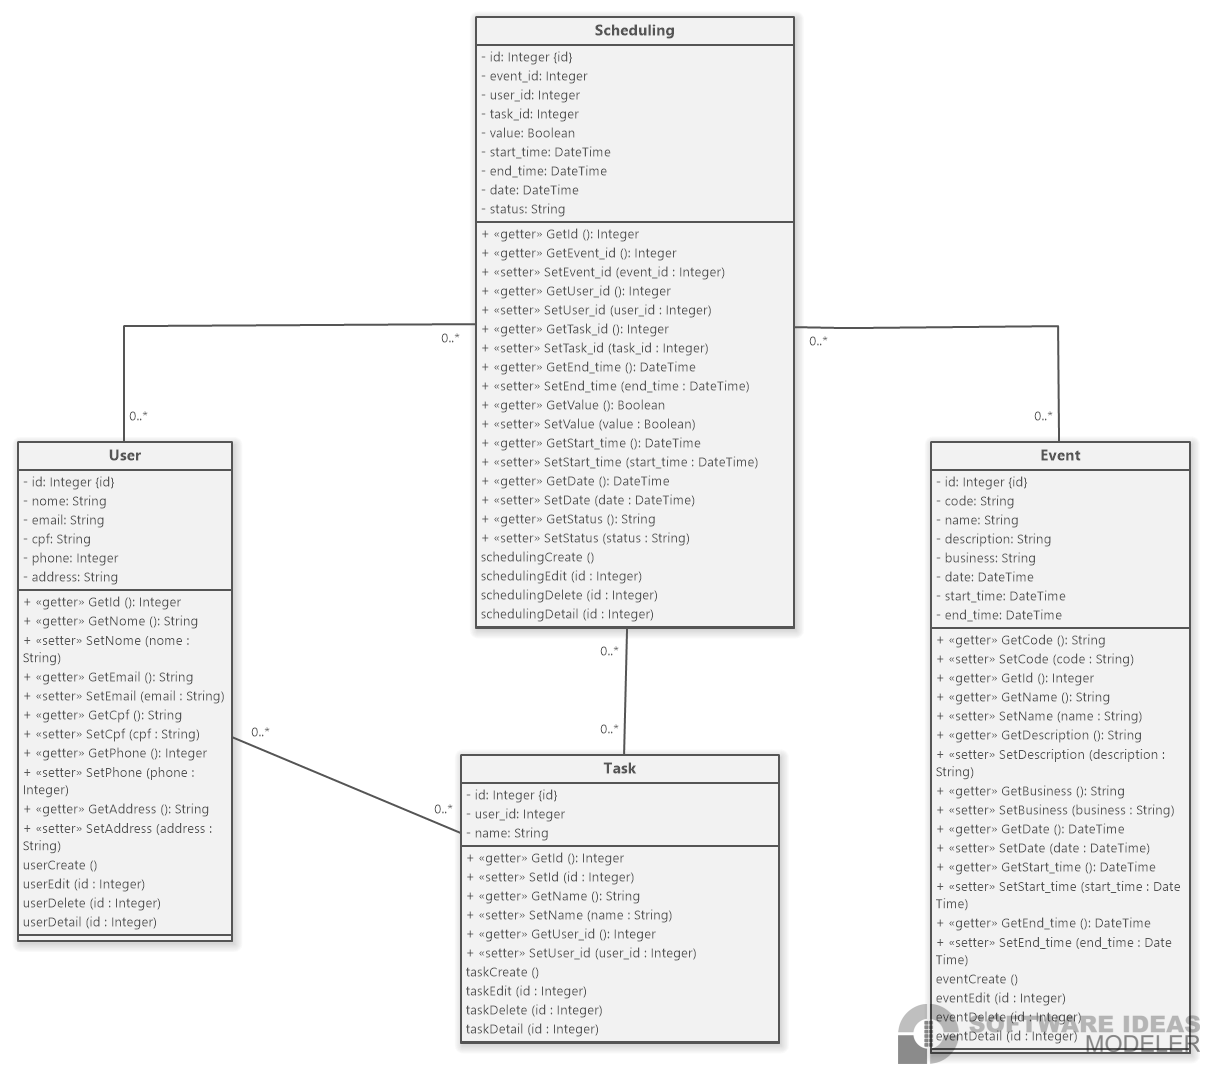 Scheduling
- id: Integer {id}
- event_id: Integer
- user_id: Integer
- task_id: Integer
- value: Boolean
- start_time: DateTime
- end_time: DateTime
- date: DateTime
- status: String
+ «getter» GetId (): Integer
+ «getter» GetEvent_id (): Integer
+ «setter» SetEvent_id (event_id : Integer)
+ «getter» GetUser_id (): Integer
+ «setter» SetUser_id (user_id : Integer)
+ «getter» GetTask_id (): Integer
+ «setter» SetTask_id (task_id : Integer)
+ «getter» GetEnd_time (): DateTime
+ «setter» SetEnd_time (end_time : DateTime)
+ «getter» GetValue (): Boolean
+ «setter» SetValue (value : Boolean)
+ «getter» GetStart_time (): DateTime
+ «setter» SetStart_time (start_time : DateTime)
+ «getter» GetDate (): DateTime
+ «setter» SetDate (date : DateTime)
+ «getter» GetStatus (): String
+ «setter» SetStatus (status : String)
schedulingCreate ()
schedulingEdit (id : Integer)
schedulingDelete (id : Integer)
schedulingDetail (id : Integer)
0..*
0..*
0..*
0..*
User
- id: Integer {id}
- nome: String
- email: String
- cpf: String
- phone: Integer
- address: String
+ «getter» GetId (): Integer
+ «getter» GetNome (): String
+ «setter» SetNome (nome :
String)
+ «getter» GetEmail (): String
+ «setter» SetEmail (email : String)
+ «getter» GetCpf (): String
+ «setter» SetCpf (cpf : String)
+ «getter» GetPhone (): Integer
+ «setter» SetPhone (phone :
Integer)
+ «getter» GetAddress (): String
+ «setter» SetAddress (address :
String)
userCreate ()
userEdit (id : Integer)
userDelete (id : Integer)
userDetail (id : Integer)
0..*
0..*
0..*
0..*
Task
- id: Integer {id}
- user_id: Integer
- name: String
+ «getter» GetId (): Integer
+ «setter» SetId (id : Integer)
+ «getter» GetName (): String
+ «setter» SetName (name : String)
+ «getter» GetUser_id (): Integer
+ «setter» SetUser_id (user_id : Integer)
taskCreate ()
taskEdit (id : Integer)
taskDelete (id : Integer)
taskDetail (id : Integer)
Event
- id: Integer {id}
- code: String
- name: String
- description: String
- business: String
- date: DateTime
- start_time: DateTime
- end_time: DateTime
+ «getter» GetCode (): String
+ «setter» SetCode (code : String)
+ «getter» GetId (): Integer
+ «getter» GetName (): String
+ «setter» SetName (name : String)
+ «getter» GetDescription (): String
+ «setter» SetDescription (description :
String)
+ «getter» GetBusiness (): String
+ «setter» SetBusiness (business : String)
+ «getter» GetDate (): DateTime
+ «setter» SetDate (date : DateTime)
+ «getter» GetStart_time (): DateTime
+ «setter» SetStart_time (start_time : Date
Time)
+ «getter» GetEnd_time (): DateTime
+ «setter» SetEnd_time (end_time : Date
Time)
eventCreate ()
eventEdit (id : Integer)
eventDelete (id : Integer)
eventDetail (id : Integer)
SOFTWARE IDEAS
MODELER